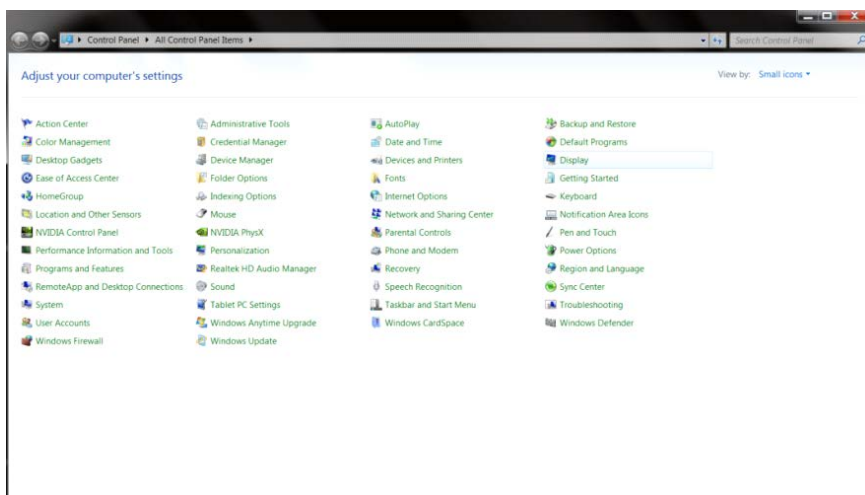 Control Panel All Control Panel Items Search Control Panel
Adjust your computer's settings View by: Small icons
Action Center Administrative Tools AutoPlay Backup and Restore
Color Management Credential Manager Date and Time Default Programs
Desktop Gadgets Device Manager Devices and Printers Display
Ease of Access Center Folder Options Fonts Getting Started
HomeGroup Indexing Options Internet Options Keyboard
Location and Other Sensors Mouse Network and Sharing Center Notification Area Icons
NVIDIA Control Panel NVIDIA PhysX Parental Controls Pen and Touch
Performance Information and Tools Personalization Phone and Modem Power Options
Programs and Features Realtek HD Audio Manager Recovery Region and Language
RemoteApp and Desktop Connections Sound Speech Recognition Sync Center
System Tablet PC Settings Taskbar and Start Menu Troubleshooting
User Accounts Windows Anytime Upgrade Windows CardSpace Windows Defender
Windows Firewall Windows Update